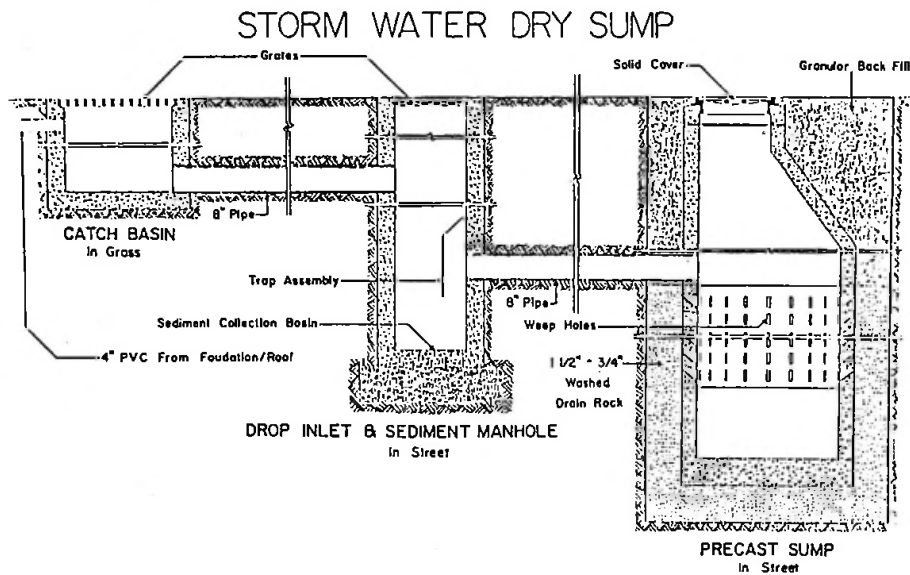 STORM WATER DRY SUMP
Grates
Solid Cover
Granular Back Fill
8" Pipe
CATCH BASIN
In Grass
Trap Assembly
8" Pipe
Sediment Collection Basin
Weep Holes
4" PVC From Foudation/Roof
1 1/2" - 3/4"
Washed
Drain Rock
DROP INLET & SEDIMENT MANHOLE
In Street
PRECAST SUMP
In Street